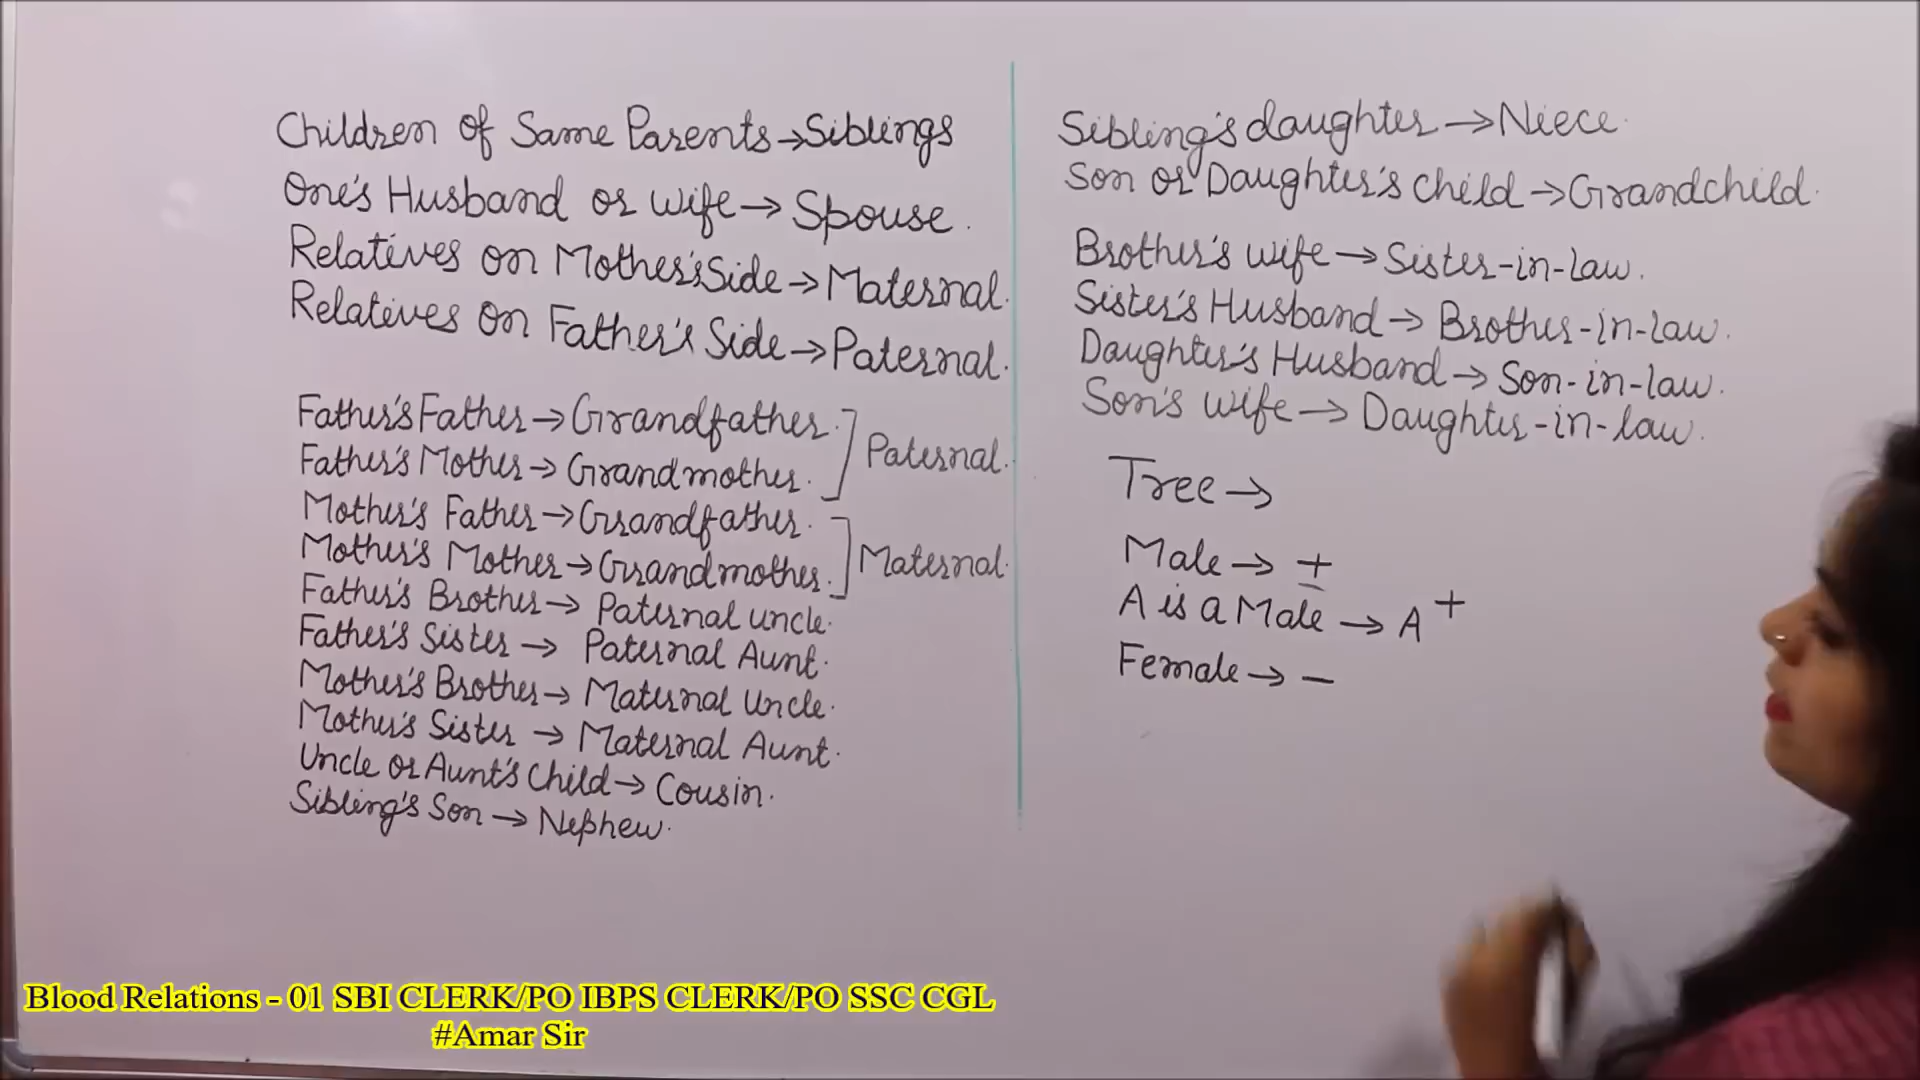 Children of Same Parents→Siblings
One's Husband or wife→ Spouse.
Relatives on Mother's Side→Maternal.
Relatives On Father's Side→Paternal.
Father's Father→Grandfather.
Father's Mother→ Grandmother.
Paternal.
Mother's Father→Grandfather.
Mother's Mother→Grandmother.
Maternal.
Father's Brother→ Paternal uncle.
Father's Sister → Paternal Aunt.
Mother's Brother→ Maternal Uncle.
Mother's Sister → Maternal Aunt.
Uncle or Aunt's Child→ Cousin.
Sibling's Son → Nephew.
Sibling's daughter→Niece.
Son or Daughter's Child→Grandchild.
Brother's wife→Sister-in-law.
Sister's Husband→ Brother-in-law.
Daughter's Husband→ Son-in-law.
Son's wife→ Daughter-in-law.
Tree→
Male→ +
A is a Male → A +
Female→ −
Blood Relations - 01 SBI CLERK/PO IBPS CLERK/PO SSC CGL
#Amar Sir